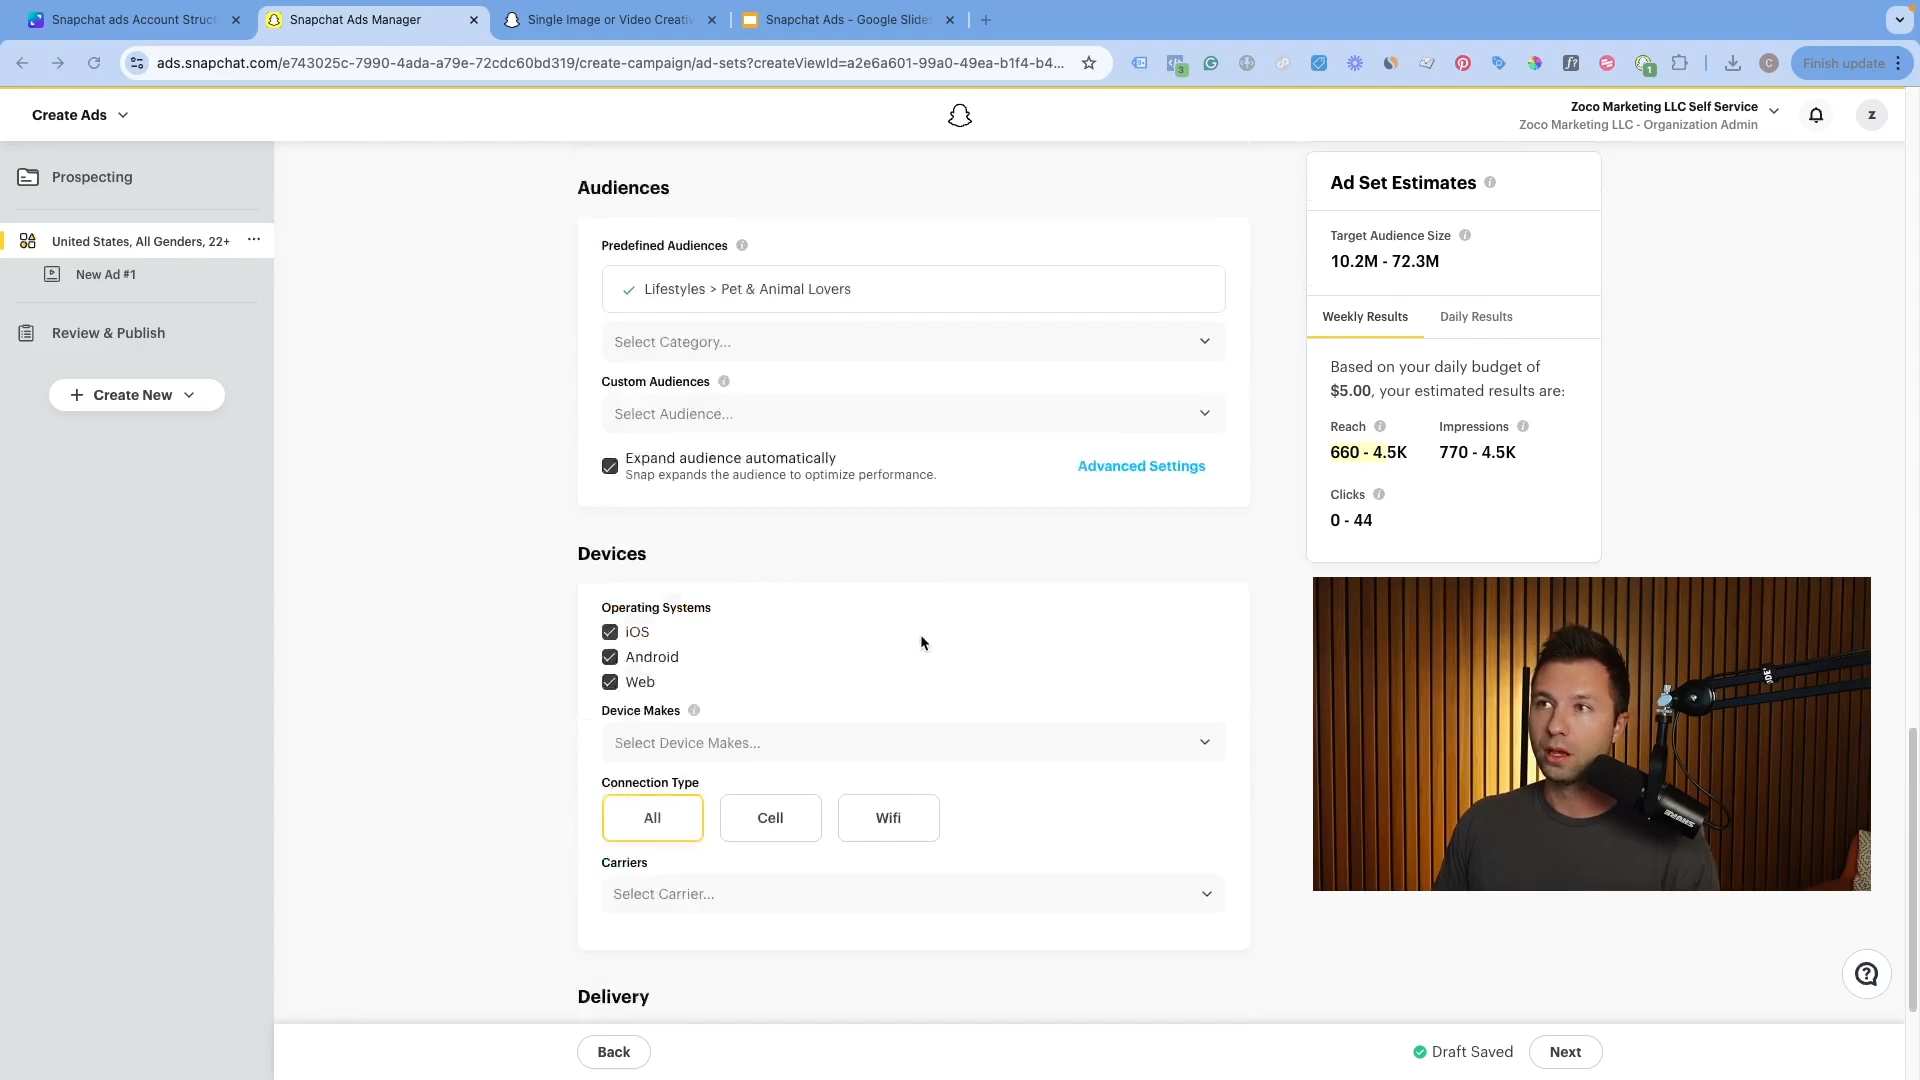 Snapchat ads Account Struct
Snapchat Ads Manager
Single Image or Video Creativ
Snapchat Ads - Google Slides
ads.snapchat.com/e743025c-7990-4ada-a79e-72cdc60bd319/create-campaign/ad-sets?createViewId=a2e6a601-99a0-49ea-b1f4-b4...
3
f?
1
C
Finish update
Create Ads
Zoco Marketing LLC Self Service
Zoco Marketing LLC - Organization Admin
Z
Prospecting
United States, All Genders, 22+
New Ad #1
Review & Publish
+ Create New
Audiences
Predefined Audiences
Lifestyles > Pet & Animal Lovers
Select Category...
Custom Audiences
Select Audience...
Expand audience automatically
Snap expands the audience to optimize performance.
Advanced Settings
Devices
Operating Systems
iOS
Android
Web
Device Makes
Select Device Makes...
Connection Type
All
Cell
Wifi
Carriers
Select Carrier...
Delivery
Ad Set Estimates
Target Audience Size
10.2M - 72.3M
Weekly Results
Daily Results
Based on your daily budget of
$5.00, your estimated results are:
Reach
Impressions
660 - 4.5K
770 - 4.5K
Clicks
0 - 44
SHURE
Back
Draft Saved
Next